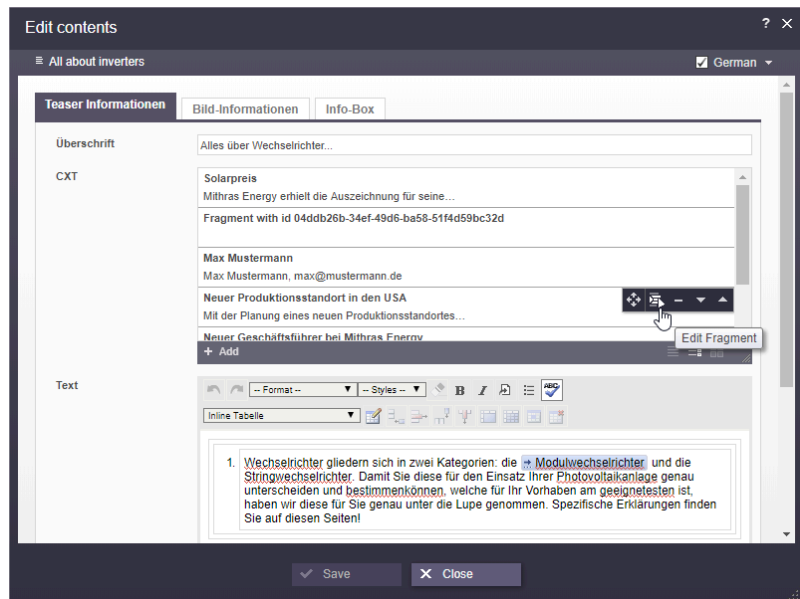 Edit contents
?
All about inverters
German
Teaser Informationen
Bild-Informationen
Info-Box
Überschrift
Alles über Wechselrichter...
CXT
Solarpreis
Mithras Energy erhielt die Auszeichnung für seine...
Fragment with id 04ddb26b-34ef-49d6-ba58-51f4d59bc32d
Max Mustermann
Max Mustermann, max@mustermann.de
Neuer Produktionsstandort in den USA
Mit der Planung eines neuen Produktionsstandortes...
Edit Fragment
Neuer Geschäftsführer bei Mithras Energy
+ Add
Text
-- Format --
-- Styles --
B
I
ABC
Inline Tabelle
1. Wechselrichter gliedern sich in zwei Kategorien: die Modulwechselrichter und die
Stringwechselrichter. Damit Sie diese für den Einsatz Ihrer Photovoltaikanlage genau
unterscheiden und bestimmenkönnen, welche für Ihr Vorhaben am geeignetesten ist,
haben wir diese für Sie genau unter die Lupe genommen. Spezifische Erklärungen finden
Sie auf diesen Seiten!
Save
Close